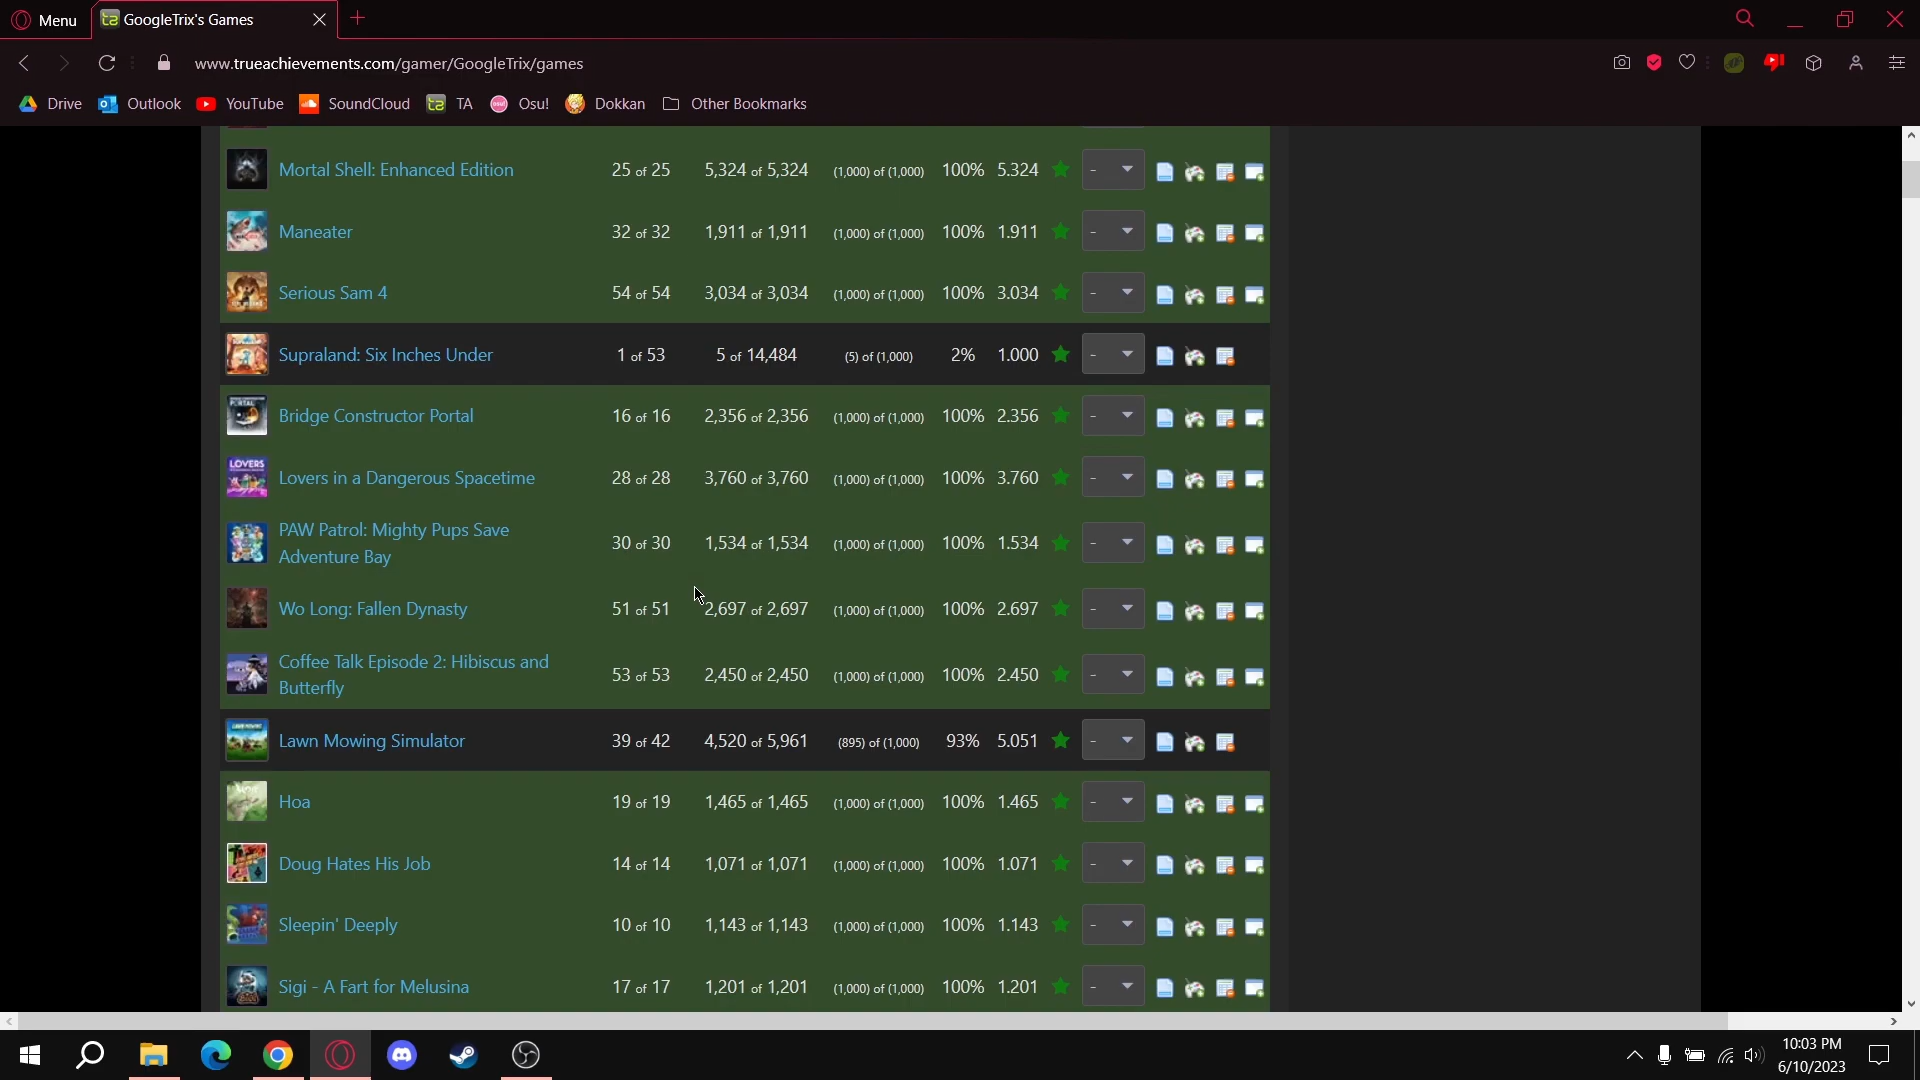 Menu GoogleTrix's Games
www.trueachievements.com/gamer/GoogleTrix/games
Drive Outlook YouTube SoundCloud TA Osu! Dokkan Other Bookmarks
Mortal Shell: Enhanced Edition 25 of 25 5,324 of 5,324 (1,000) of (1,000) 100% 5.324 -
Maneater 32 of 32 1,911 of 1,911 (1,000) of (1,000) 100% 1.911 -
Serious Sam 4 54 of 54 3,034 of 3,034 (1,000) of (1,000) 100% 3.034 -
Supraland: Six Inches Under 1 of 53 5 of 14,484 (5) of (1,000) 2% 1.000 -
Bridge Constructor Portal 16 of 16 2,356 of 2,356 (1,000) of (1,000) 100% 2.356 -
LOVERS
Lovers in a Dangerous Spacetime 28 of 28 3,760 of 3,760 (1,000) of (1,000) 100% 3.760 -
PAW Patrol: Mighty Pups Save
Adventure Bay 30 of 30 1,534 of 1,534 (1,000) of (1,000) 100% 1.534 -
Wo Long: Fallen Dynasty 51 of 51 2,697 of 2,697 (1,000) of (1,000) 100% 2.697 -
Coffee Talk Episode 2: Hibiscus and
Butterfly 53 of 53 2,450 of 2,450 (1,000) of (1,000) 100% 2.450 -
Lawn Mowing Simulator 39 of 42 4,520 of 5,961 (895) of (1,000) 93% 5.051 -
Hoa 19 of 19 1,465 of 1,465 (1,000) of (1,000) 100% 1.465 -
Doug Hates His Job 14 of 14 1,071 of 1,071 (1,000) of (1,000) 100% 1.071 -
Sleepin' Deeply 10 of 10 1,143 of 1,143 (1,000) of (1,000) 100% 1.143 -
Sigi - A Fart for Melusina 17 of 17 1,201 of 1,201 (1,000) of (1,000) 100% 1.201 -
10:03 PM
6/10/2023